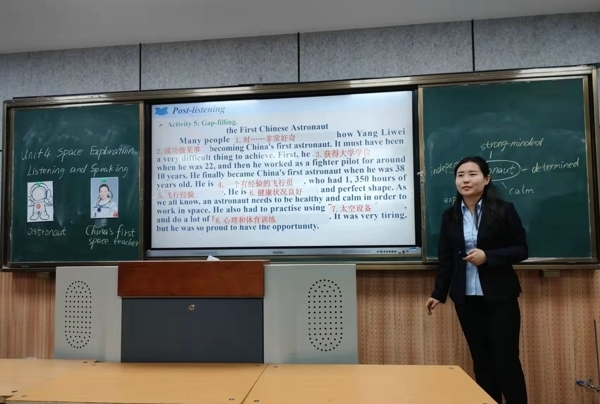 Unit 4 Space Exploration
Listening and Speaking
astronaut
China's first
space teacher
Post-listening
Activity 5: Gap-filling.
the First Chinese Astronaut
Many people 1. 对……非常好奇 how Yang Liwei
2. 成功做某事 becoming China's first astronaut. It must have been
a very difficult thing to achieve. First, he 3. 获得大学学位
when he was 22, and then he worked as a fighter pilot for around
10 years. He finally became China's first astronaut when he was 38
years old. He is 4. 一个有经验的飞行员 , who had 1, 350 hours of
5. 飞行经验 . He is 6. 健康状况良好 and perfect shape. As
we all know, an astronaut needs to be healthy and calm in order to
work in space. He also had to practise using "7. 太空设备 ,
and do a lot of "8. 心理和体育训练 . It was very tiring,
but he was so proud to have the opportunity.
strong-minded
astronaut - determined
calm